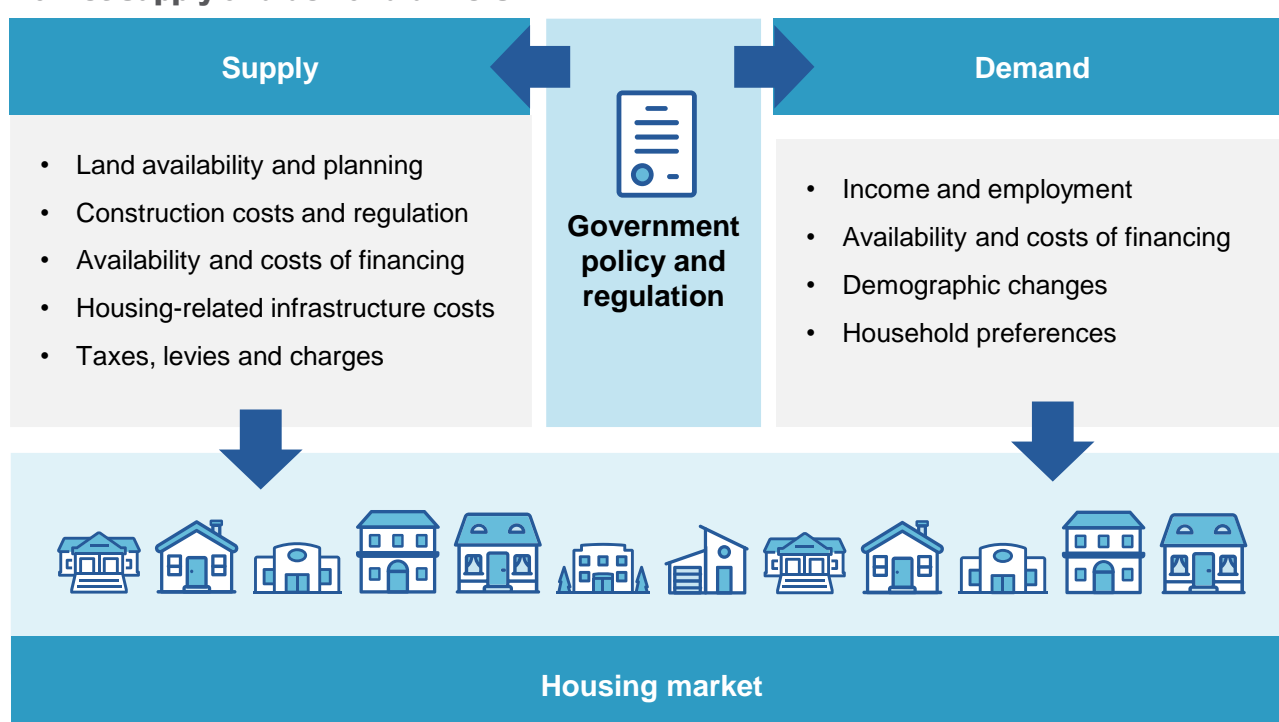 Supply
Demand
• Land availability and planning
• Construction costs and regulation
• Availability and costs of financing
• Housing-related infrastructure costs
• Taxes, levies and charges
Government
policy and
regulation
• Income and employment
• Availability and costs of financing
• Demographic changes
• Household preferences
Housing market